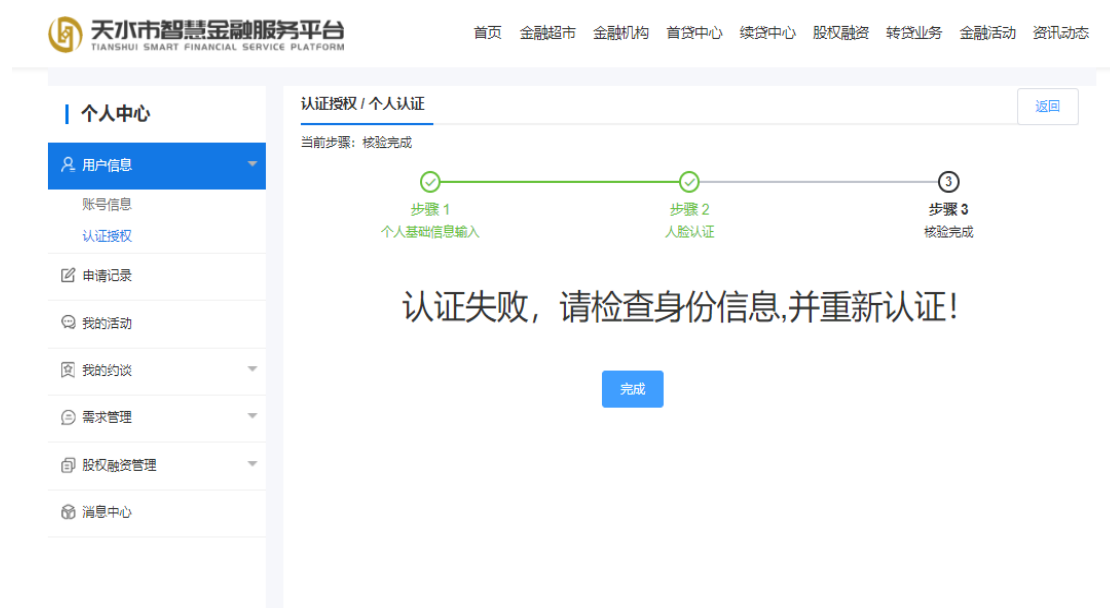 天水市智慧金融服务平台
TIANSHUI SMART FINANCIAL SERVICE PLATFORM
首页 金融超市 金融机构 首贷中心 续贷中心 股权融资 转贷业务 金融活动 资讯动态
个人中心
用户信息
账号信息
认证授权
申请记录
我的活动
我的约谈
需求管理
股权融资管理
消息中心
认证授权 / 个人认证
返回
当前步骤：核验完成
3
步骤 1 步骤 2 步骤 3
个人基础信息输入 人脸认证 核验完成
认证失败，请检查身份信息,并重新认证！
完成